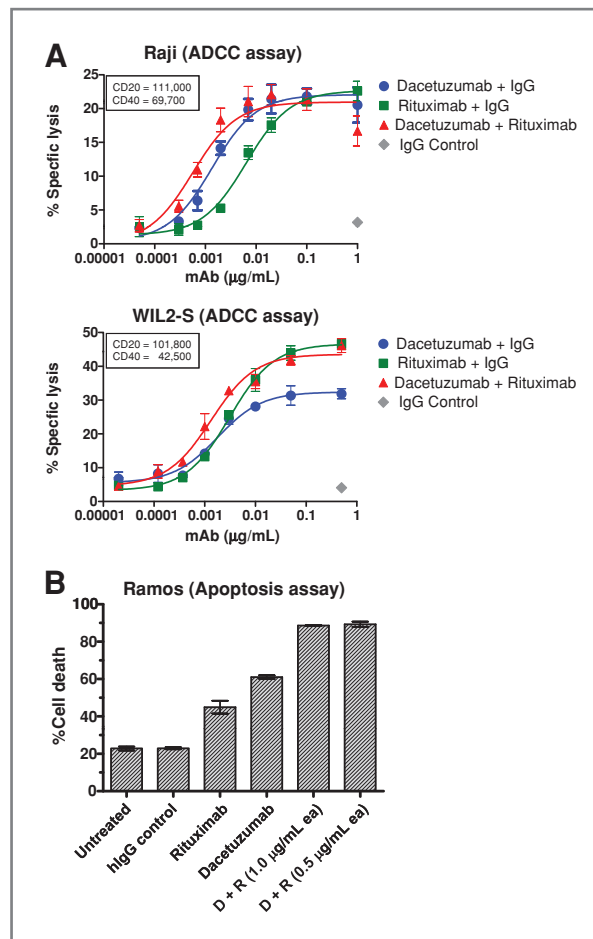 A
Raji (ADCC assay)
CD20 = 111,000
CD40 = 69,700
% Specfic lysis
25
20
15
10
5
0
0.00001 0.0001 0.001 0.01 0.1 1
mAb (µg/mL)
Dacetuzumab + IgG
Rituximab + IgG
Dacetuzumab + Rituximab
IgG Control
WIL2-S (ADCC assay)
CD20 = 101,800
CD40 = 42,500
% Specfic lysis
50
40
30
20
10
0
0.00001 0.0001 0.001 0.01 0.1 1
mAb (µg/mL)
Dacetuzumab + IgG
Rituximab + IgG
Dacetuzumab + Rituximab
IgG Control
B
Ramos (Apoptosis assay)
%Cell death
100
80
60
40
20
0
Untreated
hIgG control
Rituximab
Dacetuzumab
D + R (1.0 µg/mL ea)
D + R (0.5 µg/mL ea)